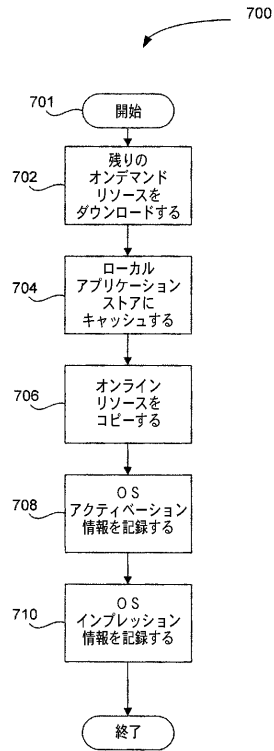 700
701
開始
702
残りの
オンデマンド
リソースを
ダウンロードする
704
ローカル
アプリケーション
ストアに
キャッシュする
706
オンライン
リソースを
コピーする
708
OS
アクティベーション
情報を記録する
710
OS
インプレッション
情報を記録する
終了